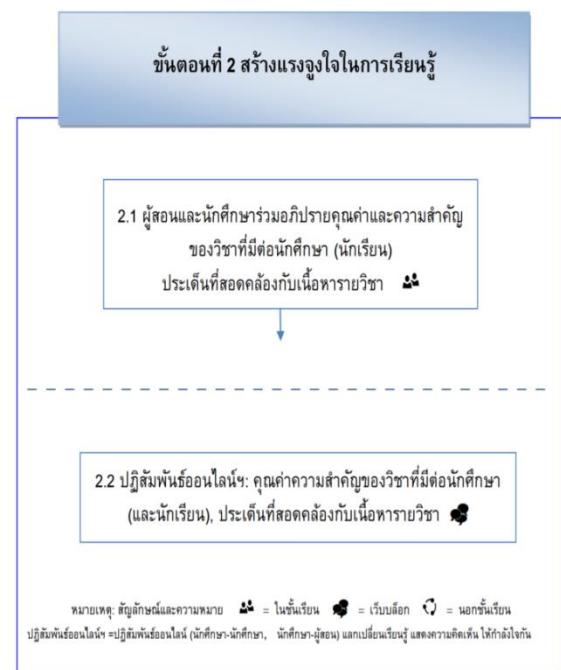 ขั้นตอนที่ 2 สร้างแรงจูงใจในการเรียนรู้
2.1 ผู้สอนและนักศึกษาร่วมอภิปรายคุณค่าและความสำคัญ
ของวิชาที่มีต่อนักศึกษา (นักเรียน)
ประเด็นที่สอดคล้องกับเนื้อหารายวิชา
2.2 ปฏิสัมพันธ์ออนไลน์ฯ: คุณค่าความสำคัญของวิชาที่มีต่อนักศึกษา
(และนักเรียน), ประเด็นที่สอดคล้องกับเนื้อหารายวิชา
หมายเหตุ: สัญลักษณ์และความหมาย = ในชั้นเรียน = เว็บบล็อก = นอกชั้นเรียน
ปฏิสัมพันธ์ออนไลน์ฯ =ปฏิสัมพันธ์ออนไลน์ (นักศึกษา-นักศึกษา, นักศึกษา-ผู้สอน) แลกเปลี่ยนเรียนรู้ แสดงความคิดเห็น ให้กำลังใจกัน